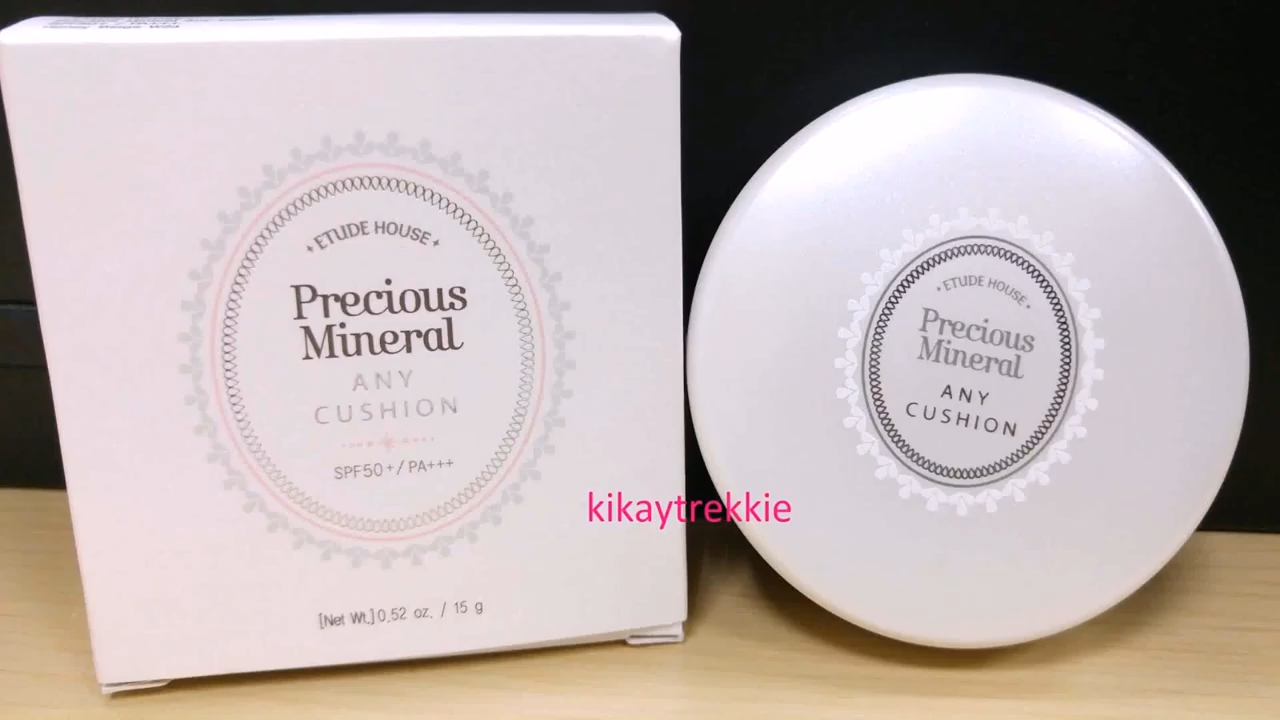 ETUDE HOUSE
Precious
Mineral
ANY
CUSHION
SPF50+/PA+++
[Net Wt.]0.52 oz. / 15 g
ETUDE HOUSE
Precious
Mineral
ANY
CUSHION
kikaytrekkie